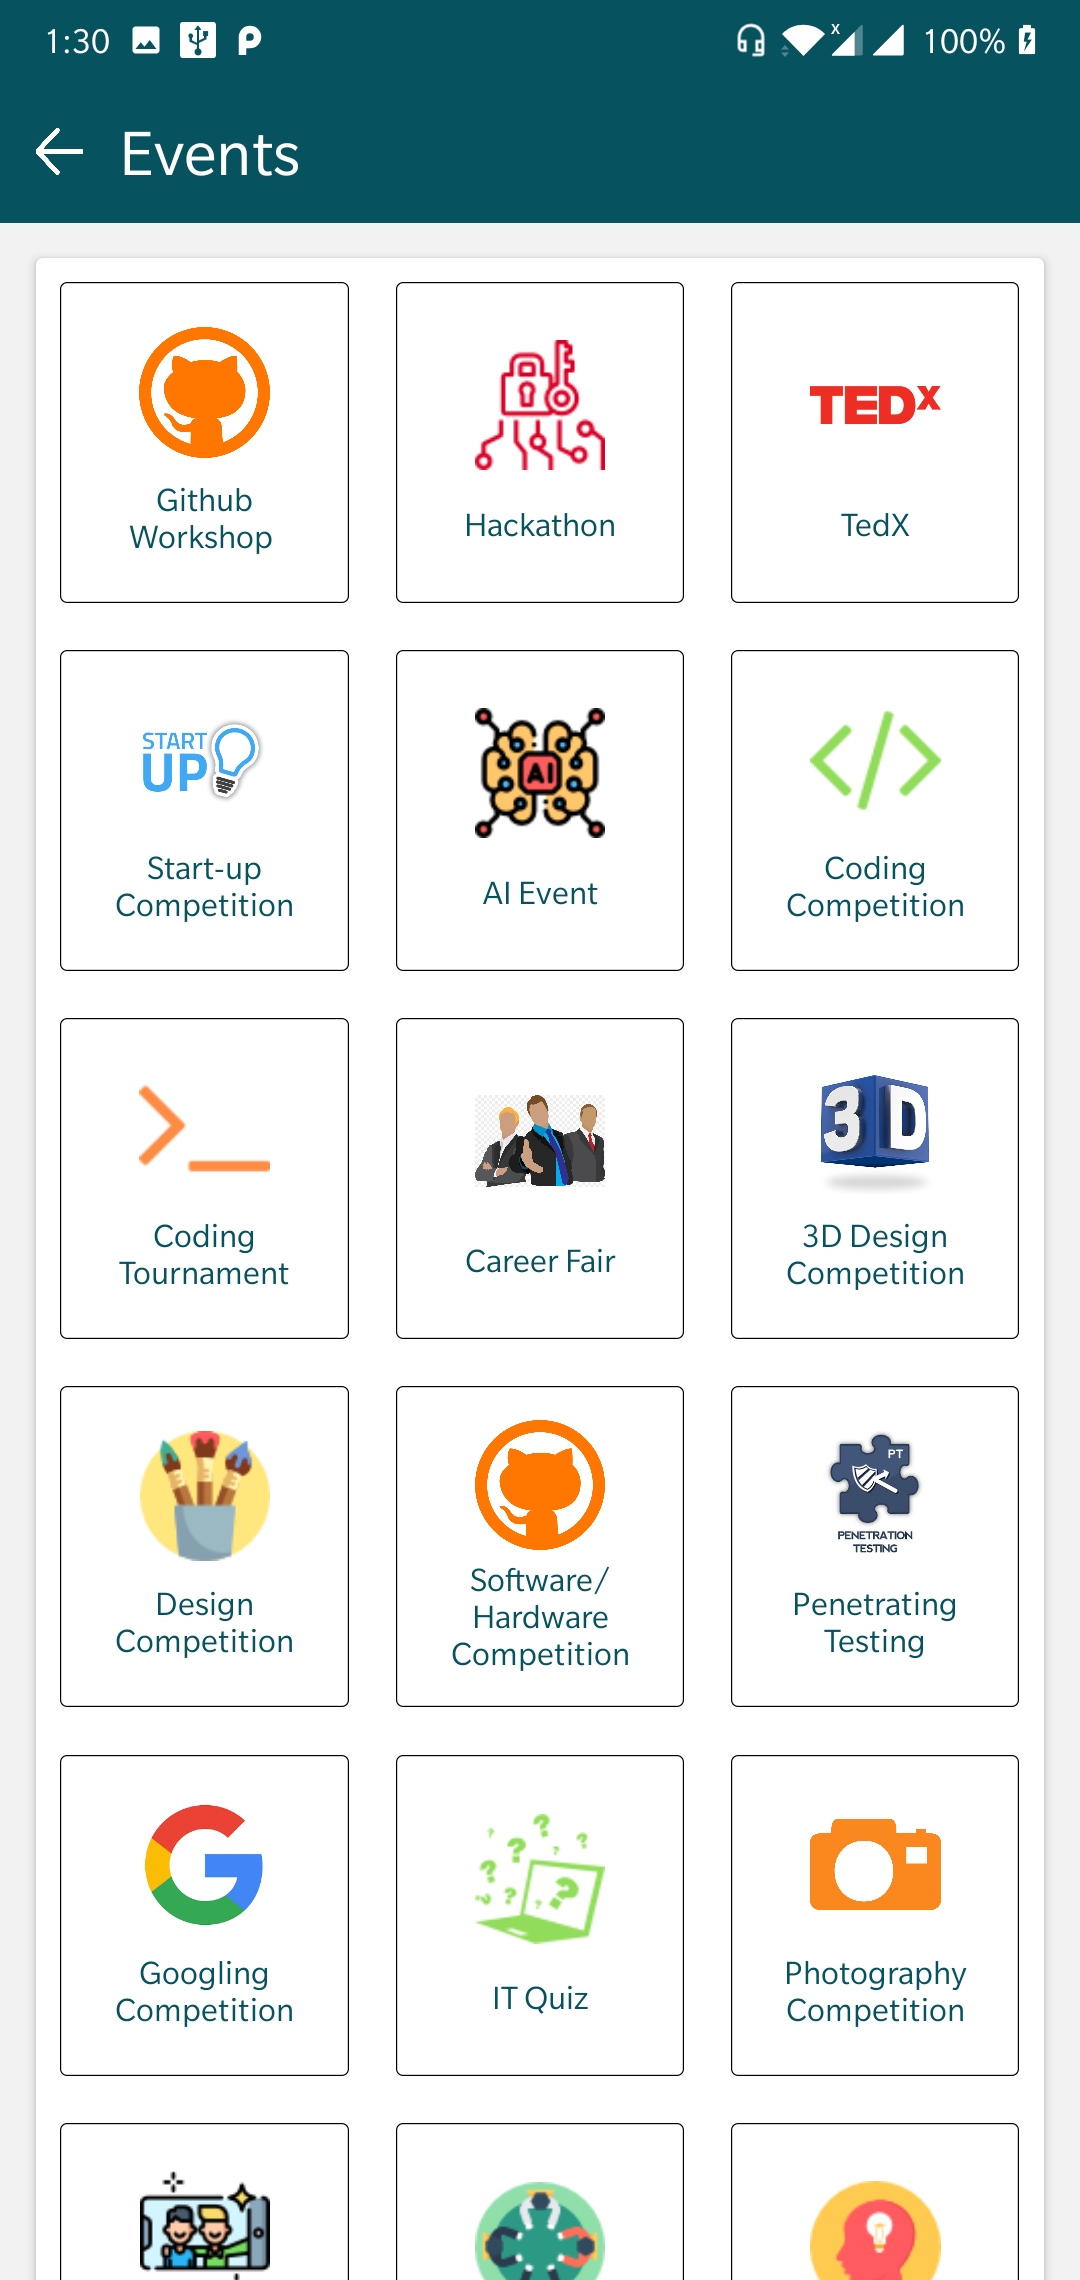 1:30
x
100%
Events
TEDx
Github
Workshop
Hackathon
TedX
START
UP
AI
Start-up
Competition
AI Event
Coding
Competition
3D
Coding
Tournament
Career Fair
3D Design
Competition
PT
PENETRATION
TESTING
Design
Competition
Software/
Hardware
Competition
Penetrating
Testing
G
Googling
Competition
IT Quiz
Photography
Competition